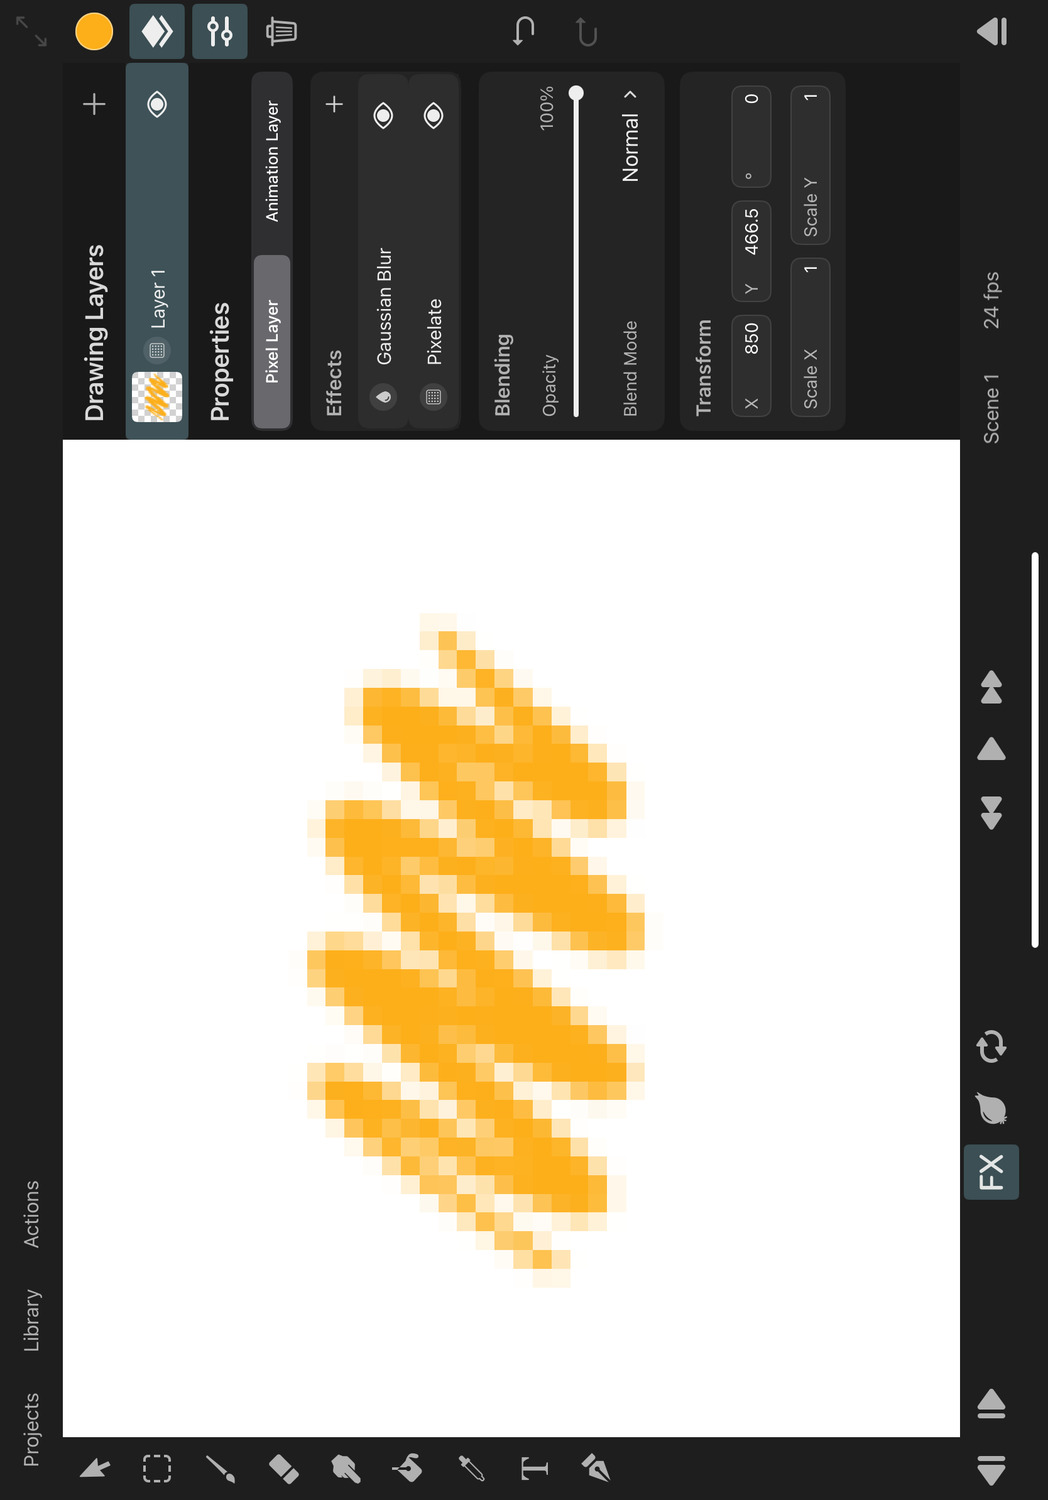 Projects Library Actions
Drawing Layers
Layer 1
Properties
Pixel Layer Animation Layer
Effects
Gaussian Blur
Pixelate
Blending
Opacity 100%
Blend Mode Normal
Transform
X 850 Y 466.5 ° 0
Scale X 1 Scale Y 1
T
FX Scene 1 24 fps